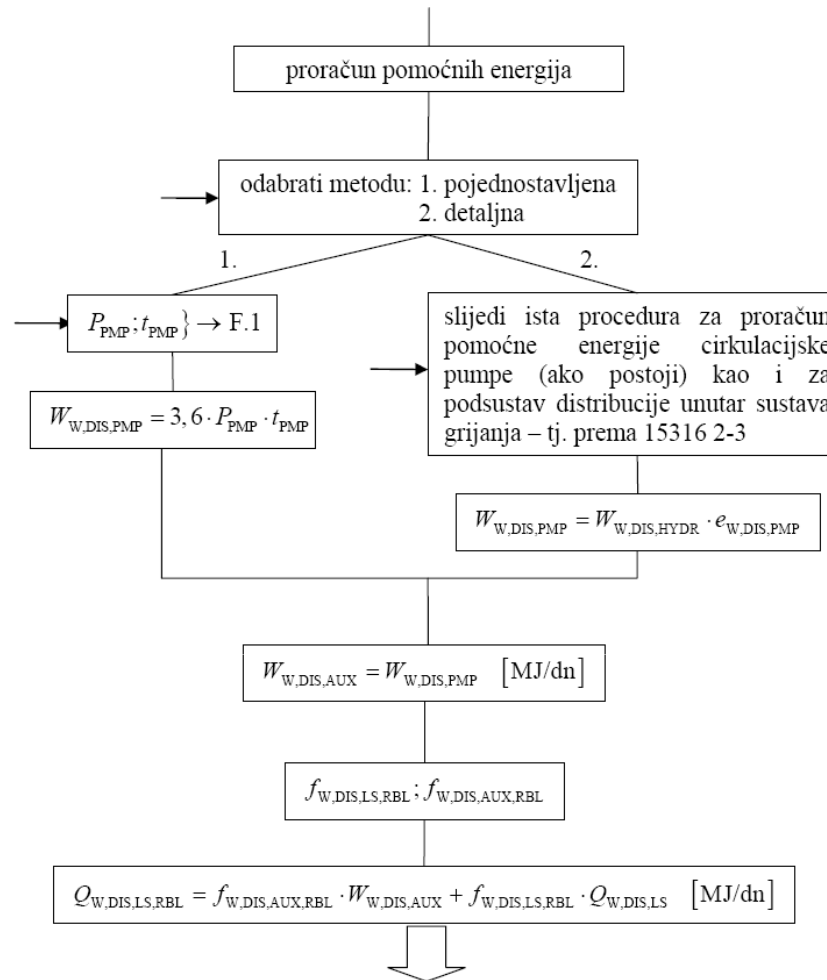 proračun pomoćnih energija
odabrati metodu: 1. pojednostavljena
2. detaljna
1.
2.
P_PMP; t_PMP} → F.1
W_W,DIS,PMP = 3,6 · P_PMP · t_PMP
slijedi ista procedura za proračun
pomoćne energije cirkulacijske
pumpe (ako postoji) kao i za
podsustav distribucije unutar sustava
grijanja – tj. prema 15316 2-3
W_W,DIS,PMP = W_W,DIS,HYDR · e_W,DIS,PMP
W_W,DIS,AUX = W_W,DIS,PMP [MJ/dn]
f_W,DIS,LS,RBL; f_W,DIS,AUX,RBL
Q_W,DIS,LS,RBL = f_W,DIS,AUX,RBL · W_W,DIS,AUX + f_W,DIS,LS,RBL · Q_W,DIS,LS [MJ/dn]